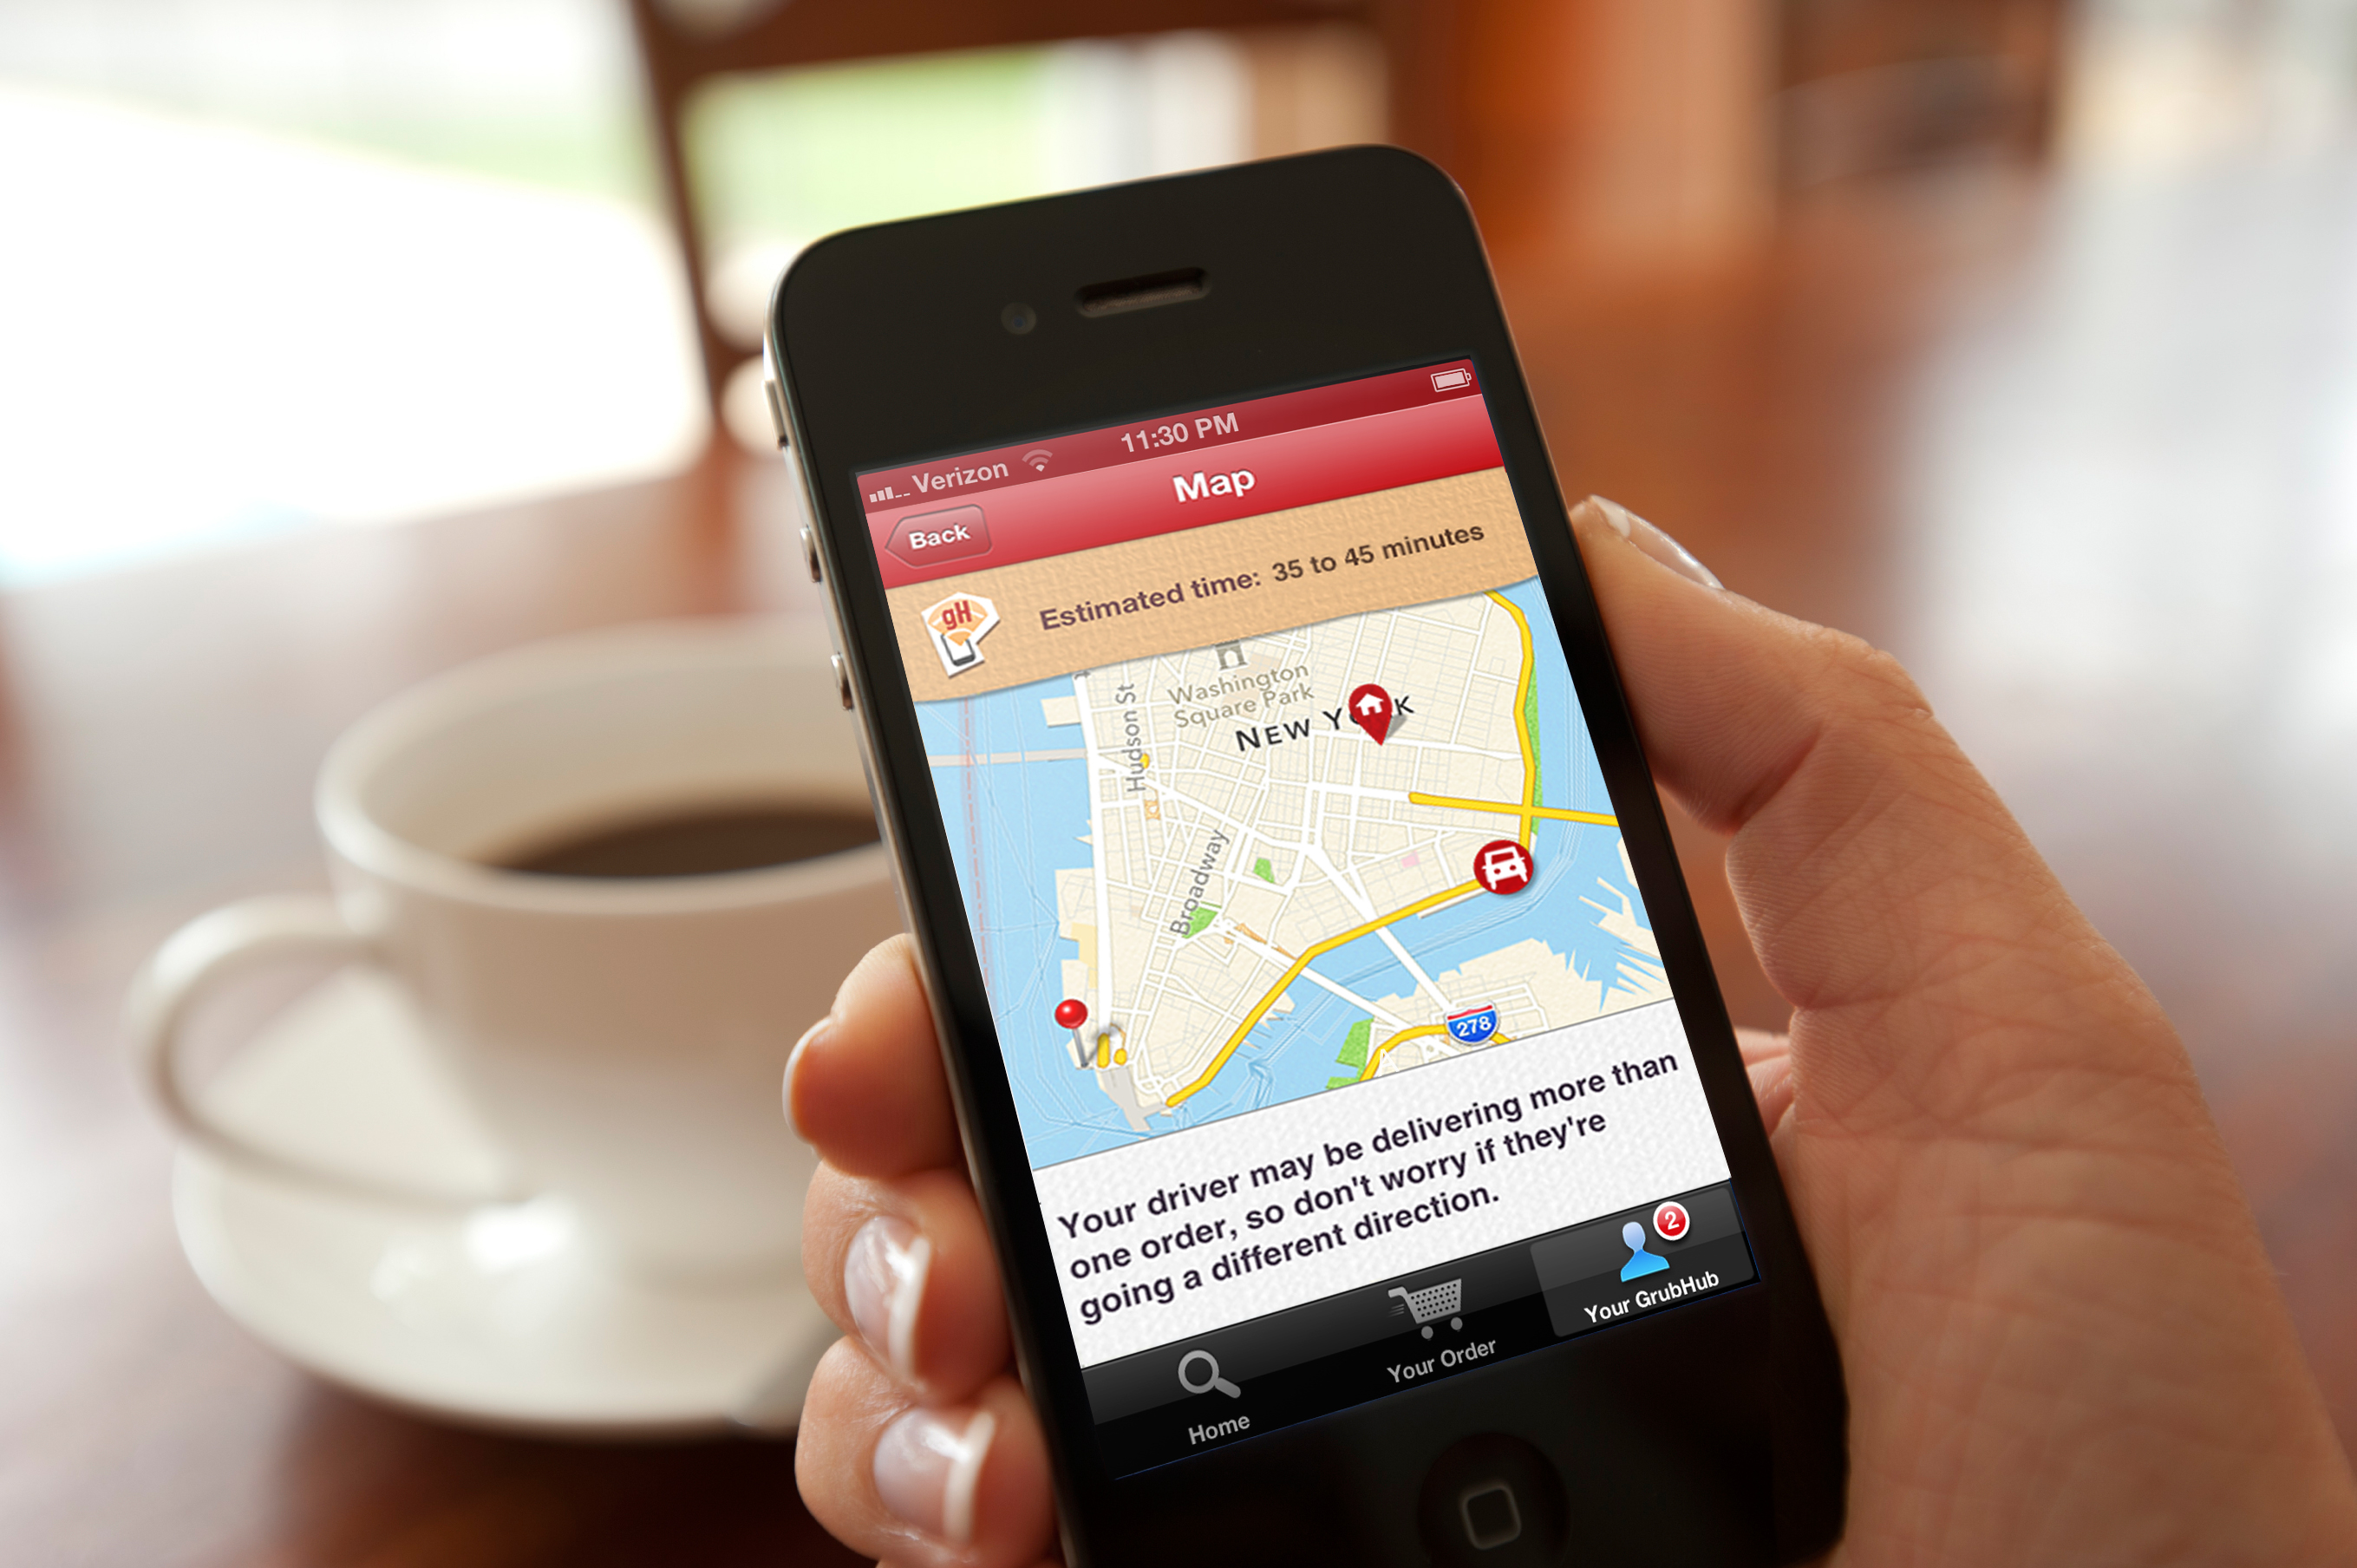 Verizon
11:30 PM
Back
Map
gH
Estimated time: 35 to 45 minutes
Washington
Square Park
NEW YORK
Hudson St
Broadway
278
Your driver may be delivering more than
one order, so don't worry if they're
going a different direction.
Home
Your Order
2
Your GrubHub